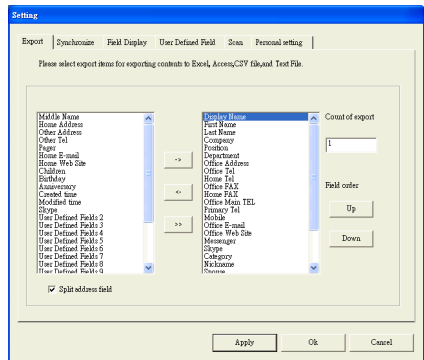 Setting
Export Synchronize Field Display User Defined Field Scan Personal setting
Please select export items for exporting contents to Excel, Access,CSV file,and Text File.
Middle Name
Home Address
Other Address
Other Tel
Pager
Home E-mail
Home Web Site
Children
Birthday
Anniversary
Created time
Modified time
Skype
User Defined Fields 2
User Defined Fields 3
User Defined Fields 4
User Defined Fields 5
User Defined Fields 6
User Defined Fields 7
User Defined Fields 8
User Defined Fields 9
->
<-
>>
Display Name
First Name
Last Name
Company
Position
Department
Office Address
Office Tel
Home Tel
Office FAX
Home FAX
Office Main TEL
Primary Tel
Mobile
Office E-mail
Office Web Site
Messenger
Skype
Category
Nickname
Spouse
Count of export
1
Field order
Up
Down
Split address field
Apply Ok Cancel